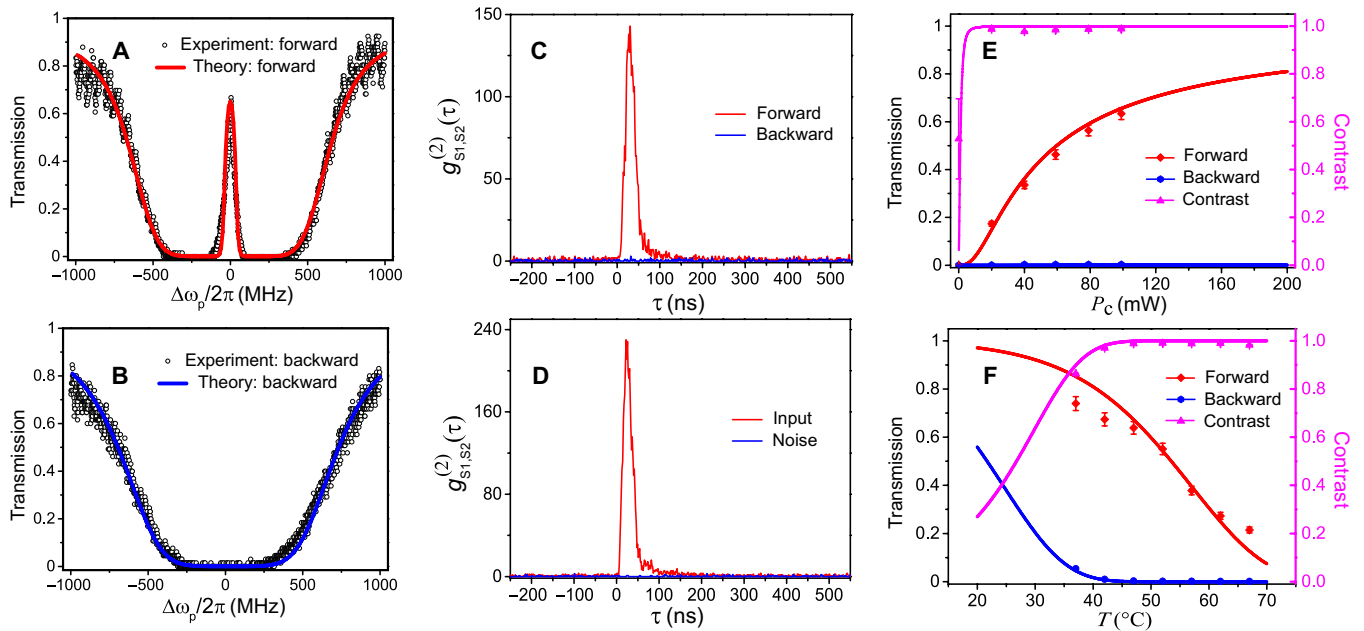 A
Experiment: forward
Theory: forward
Transmission
1
0.8
0.6
0.4
0.2
0
−1000
−500
0
500
1000
Δωp/2π (MHz)
B
Experiment: backward
Theory: backward
Transmission
1
0.8
0.6
0.4
0.2
0
−1000
−500
0
500
1000
Δωp/2π (MHz)
C
Forward
Backward
g(2)S1,S2(τ)
150
100
50
0
−200 −100 0 100 200 300 400 500
τ (ns)
D
Input
Noise
g(2)S1,S2(τ)
240
160
80
0
−200 −100 0 100 200 300 400 500
τ (ns)
E
Forward
Backward
Contrast
Transmission
1
0.8
0.6
0.4
0.2
0
0 40 80 120 160 200
Pc (mW)
Contrast
1.0
0.8
0.6
0.4
0.2
0.0
F
Forward
Backward
Contrast
Transmission
1
0.8
0.6
0.4
0.2
0
20 30 40 50 60 70
T (°C)
Contrast
1.0
0.8
0.6
0.4
0.2
0.0